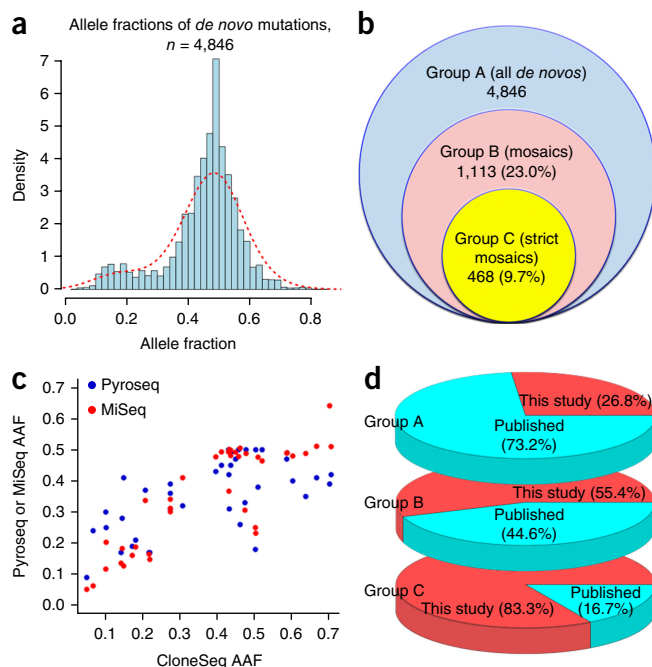 a
Allele fractions of de novo mutations,
n = 4,846
7
6
5
4
3
2
1
0
Density
0.0 0.2 0.4 0.6 0.8
Allele fraction
b
Group A (all de novos)
4,846
Group B (mosaics)
1,113 (23.0%)
Group C (strict
mosaics)
468 (9.7%)
c
Pyroseq
MiSeq
0.7
0.6
0.5
0.4
0.3
0.2
0.1
0.0
Pyroseq or MiSeq AAF
0.1 0.2 0.3 0.4 0.5 0.6 0.7
CloneSeq AAF
d
This study (26.8%)
Group A
Published
(73.2%)
This study (55.4%)
Group B
Published
(44.6%)
Group C
Published
(16.7%)
This study (83.3%)